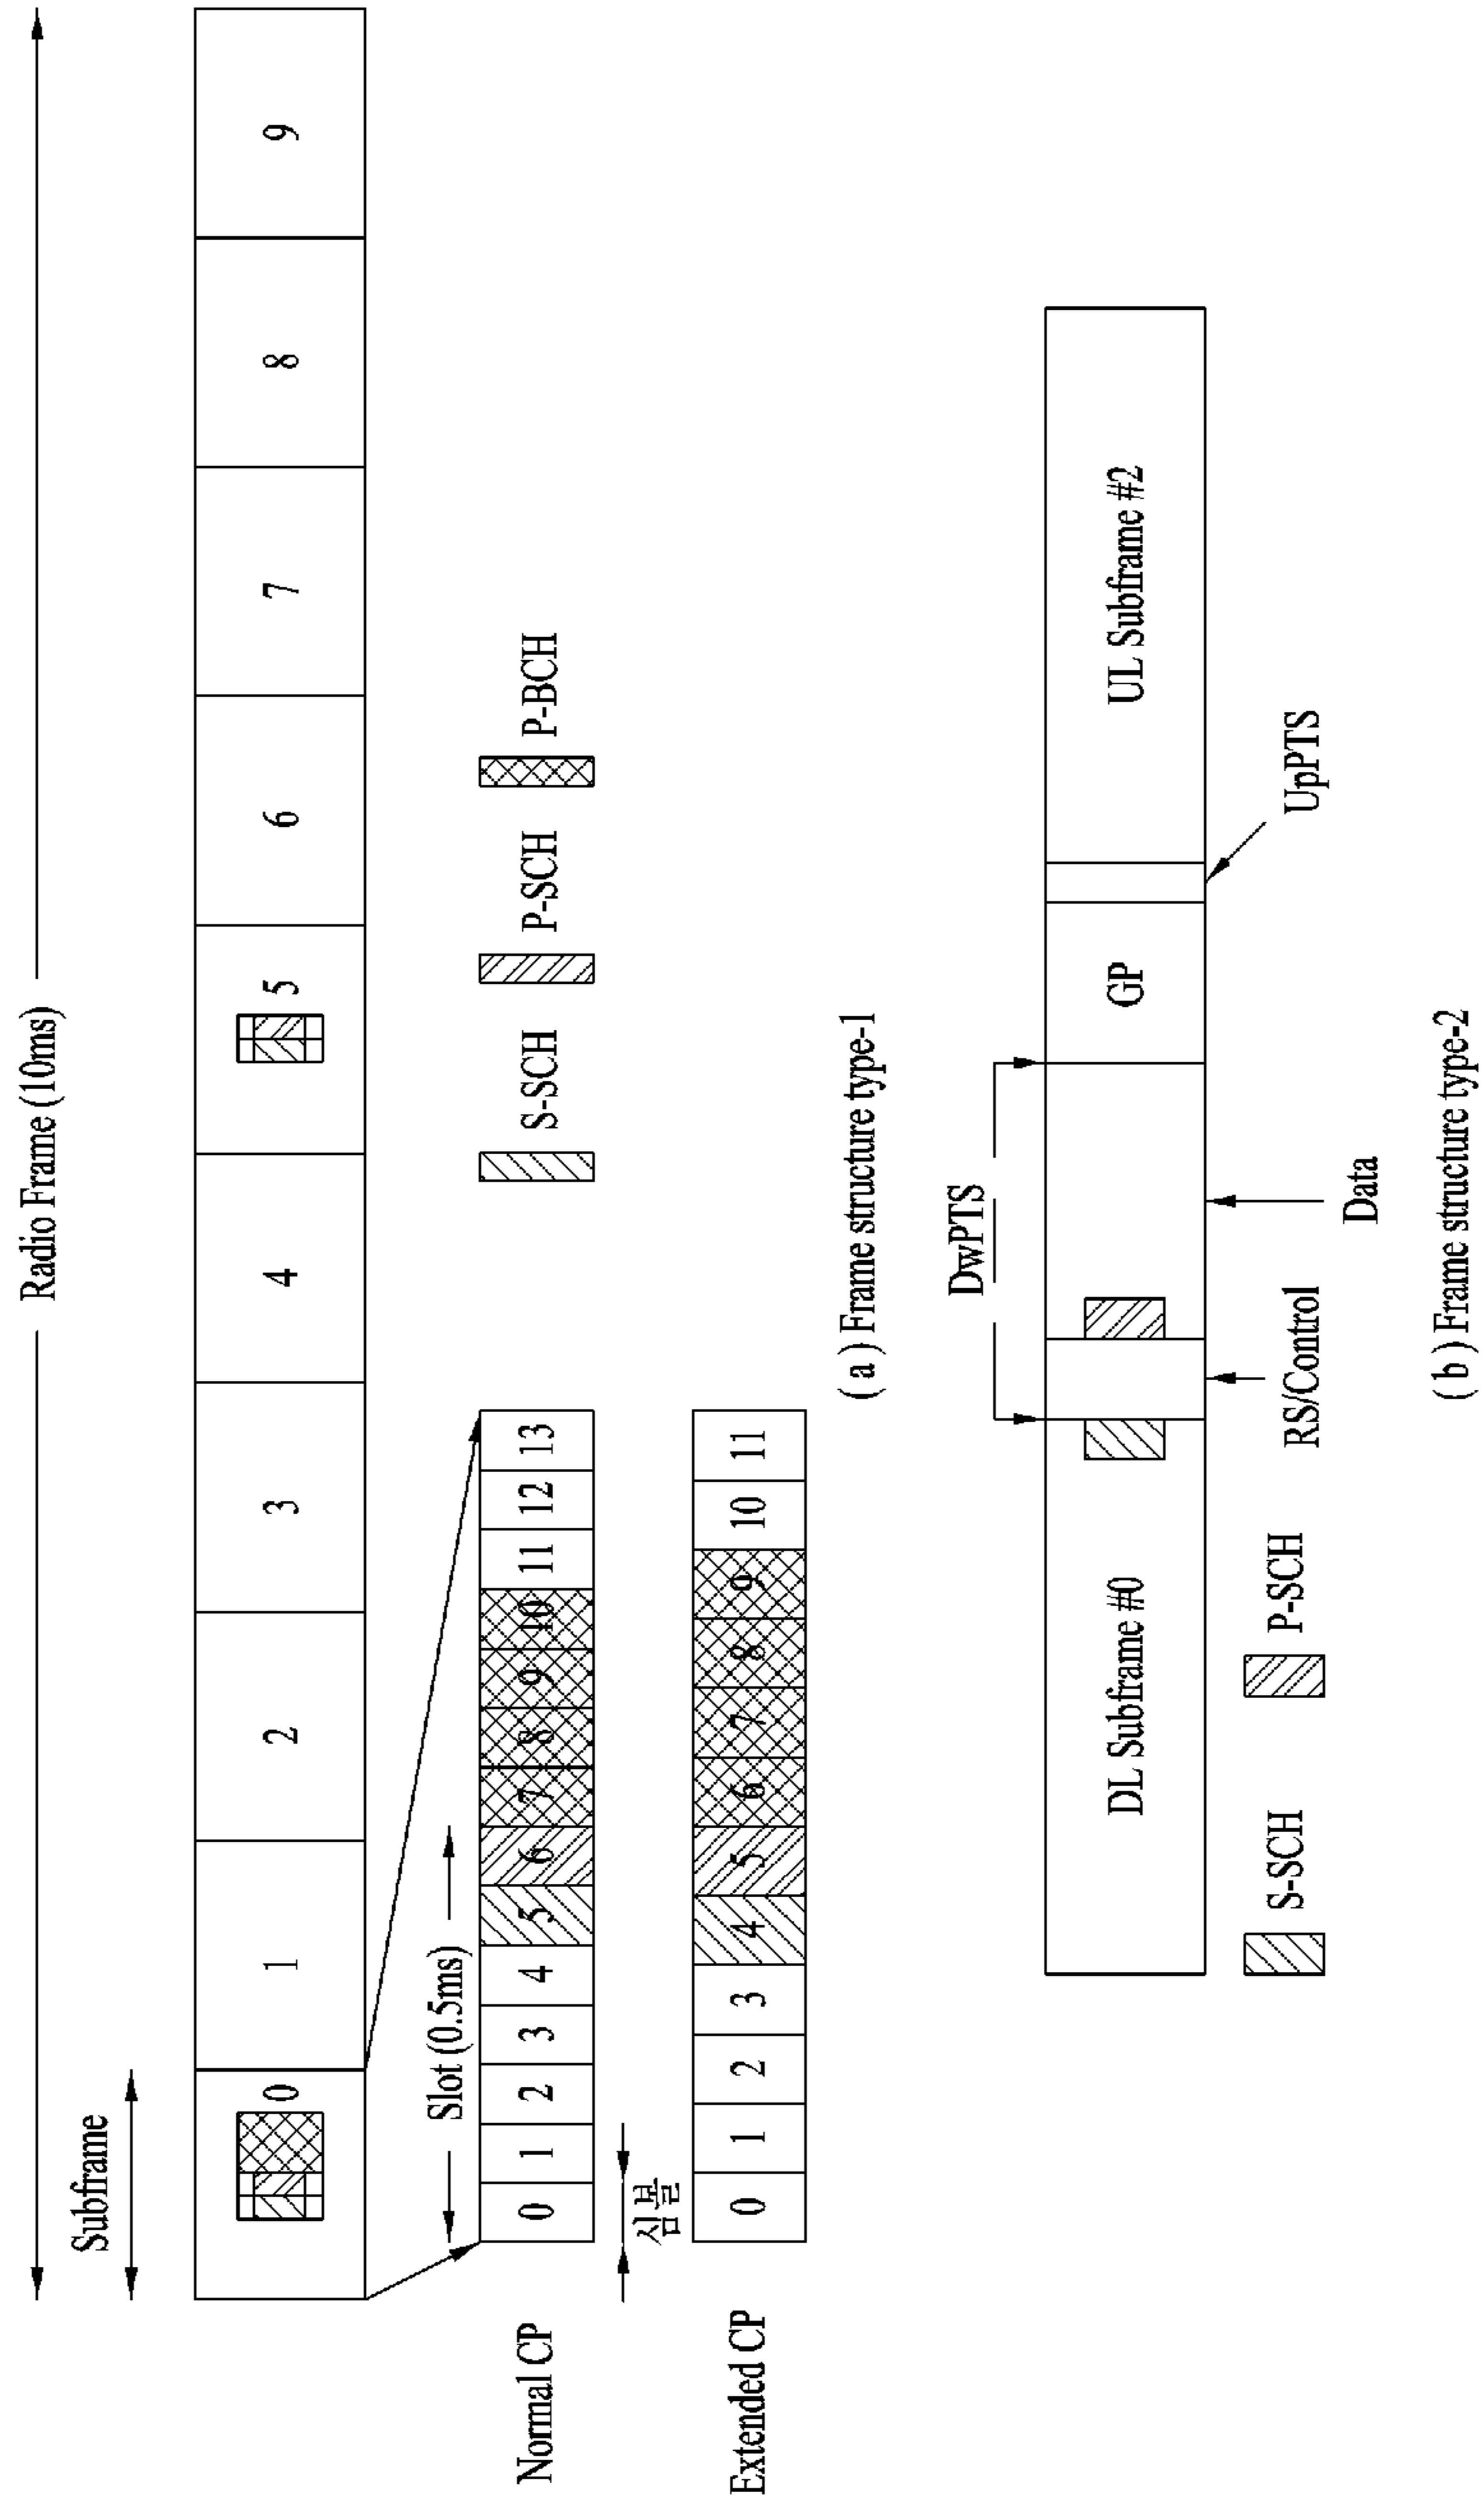 Radio Frame (10ms)
Subframe
0 1 2 3 4 5 6 7 8 9
Slot (0.5ms)
Normal CP
0 1 2 3 4 5 6 7 8 9 10 11 12 13
S-SCH P-SCH P-BCH
심볼
Extended CP
0 1 2 3 4 5 6 7 8 9 10 11
( a ) Frame structure type-1
DwPTS
DL Subframe #0 GP UL Subframe #2
S-SCH P-SCH RS/Control UpPTS
Data
( b ) Frame structure type-2